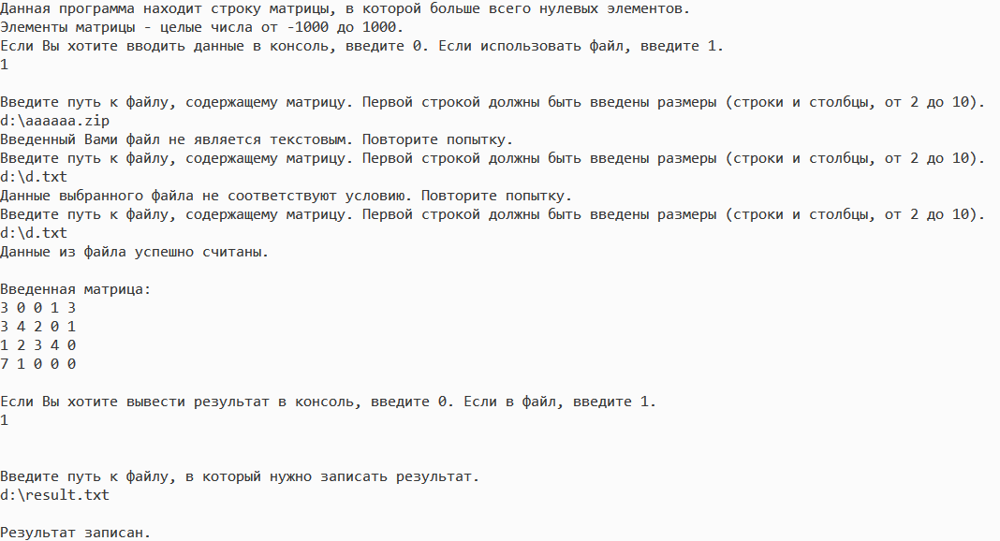 Данная программа находит строку матрицы, в которой больше всего нулевых элементов.
Элементы матрицы - целые числа от -1000 до 1000.
Если Вы хотите вводить данные в консоль, введите 0. Если использовать файл, введите 1.
1
Введите путь к файлу, содержащему матрицу. Первой строкой должны быть введены размеры (строки и столбцы, от 2 до 10).
d:\aaaaaa.zip
Введенный Вами файл не является текстовым. Повторите попытку.
Введите путь к файлу, содержащему матрицу. Первой строкой должны быть введены размеры (строки и столбцы, от 2 до 10).
d:\d.txt
Данные выбранного файла не соответствуют условию. Повторите попытку.
Введите путь к файлу, содержащему матрицу. Первой строкой должны быть введены размеры (строки и столбцы, от 2 до 10).
d:\d.txt
Данные из файла успешно считаны.
Введенная матрица:
3 0 0 1 3
3 4 2 0 1
1 2 3 4 0
7 1 0 0 0
Если Вы хотите вывести результат в консоль, введите 0. Если в файл, введите 1.
1
Введите путь к файлу, в который нужно записать результат.
d:\result.txt
Результат записан.